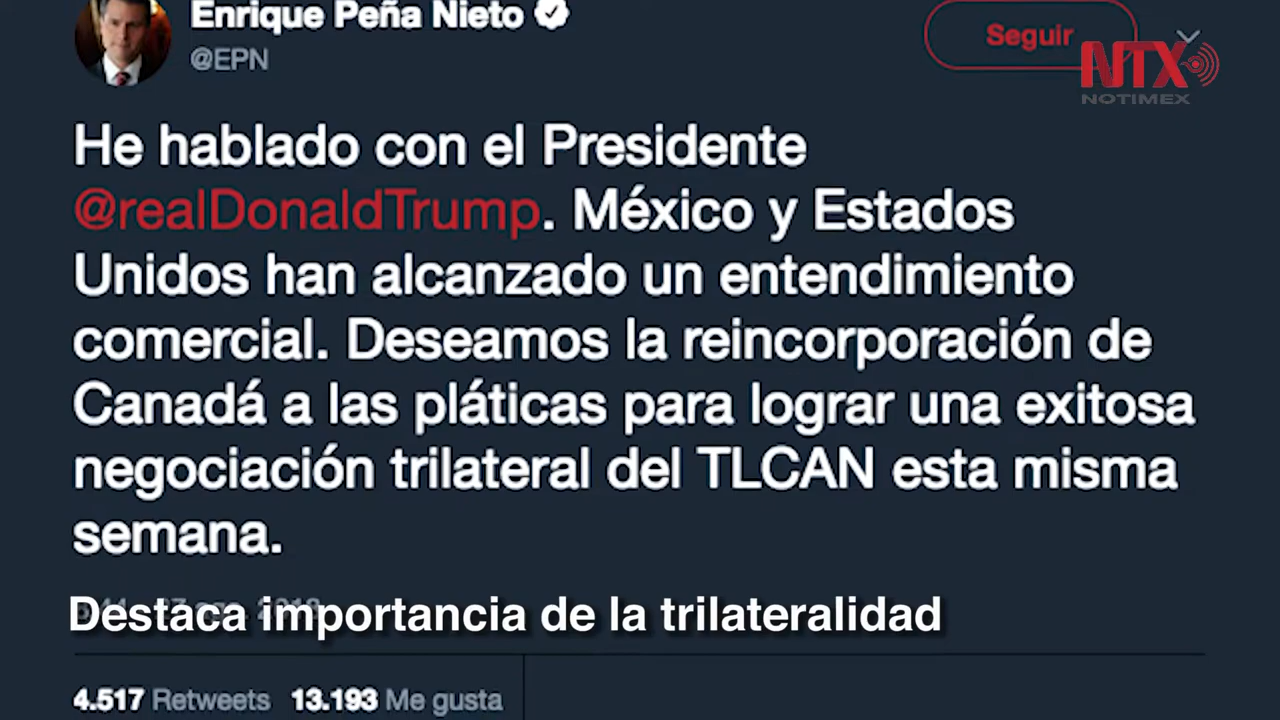 Enrique Peña Nieto
@EPN
Seguir
NTX
NOTIMEX
He hablado con el Presidente
@realDonaldTrump. México y Estados
Unidos han alcanzado un entendimiento
comercial. Deseamos la reincorporación de
Canadá a las pláticas para lograr una exitosa
negociación trilateral del TLCAN esta misma
semana.
Destaca importancia de la trilateralidad
4.517 Retweets 13.193 Me gusta